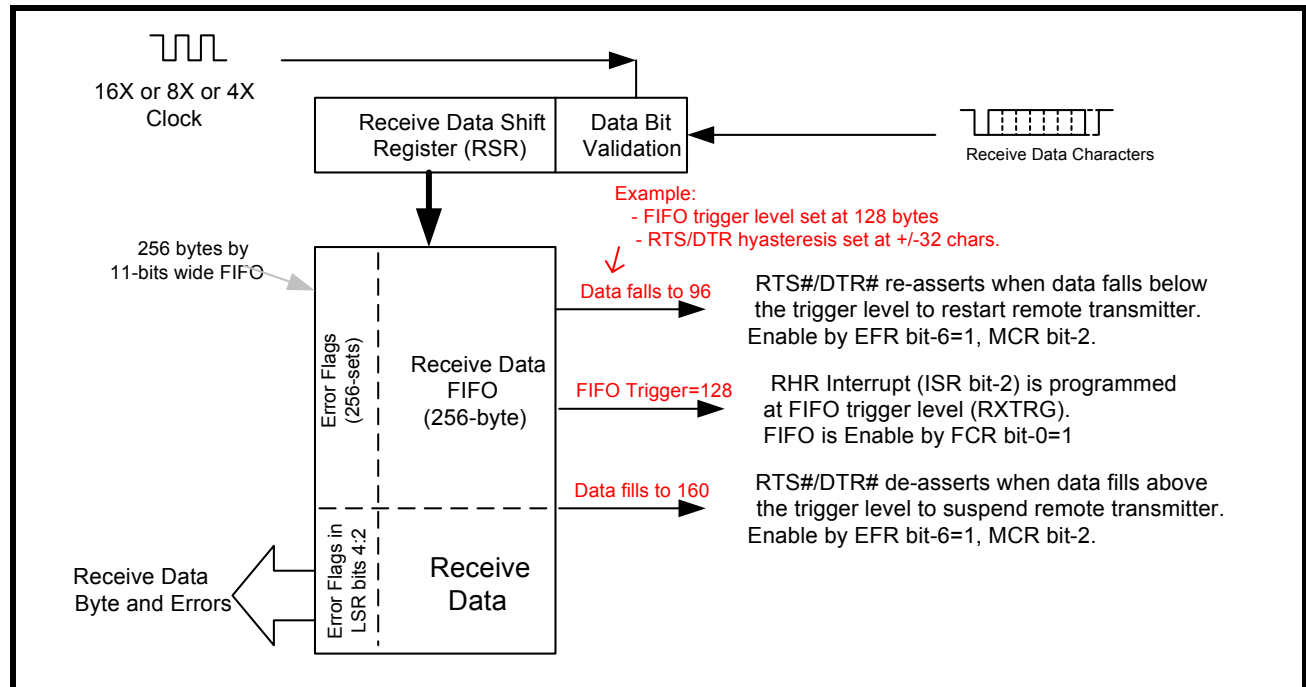 16X or 8X or 4X
Clock
Receive Data Shift
Register (RSR)
Data Bit
Validation
Receive Data Characters
Example:
- FIFO trigger level set at 128 bytes
- RTS/DTR hyasteresis set at +/-32 chars.
256 bytes by
11-bits wide FIFO
Error Flags
(256-sets)
Receive Data
FIFO
(256-byte)
Data falls to 96
RTS#/DTR# re-asserts when data falls below
the trigger level to restart remote transmitter.
Enable by EFR bit-6=1, MCR bit-2.
FIFO Trigger=128
RHR Interrupt (ISR bit-2) is programmed
at FIFO trigger level (RXTRG).
FIFO is Enable by FCR bit-0=1
Data fills to 160
RTS#/DTR# de-asserts when data fills above
the trigger level to suspend remote transmitter.
Enable by EFR bit-6=1, MCR bit-2.
Error Flags in
LSR bits 4:2
Receive
Data
Receive Data
Byte and Errors